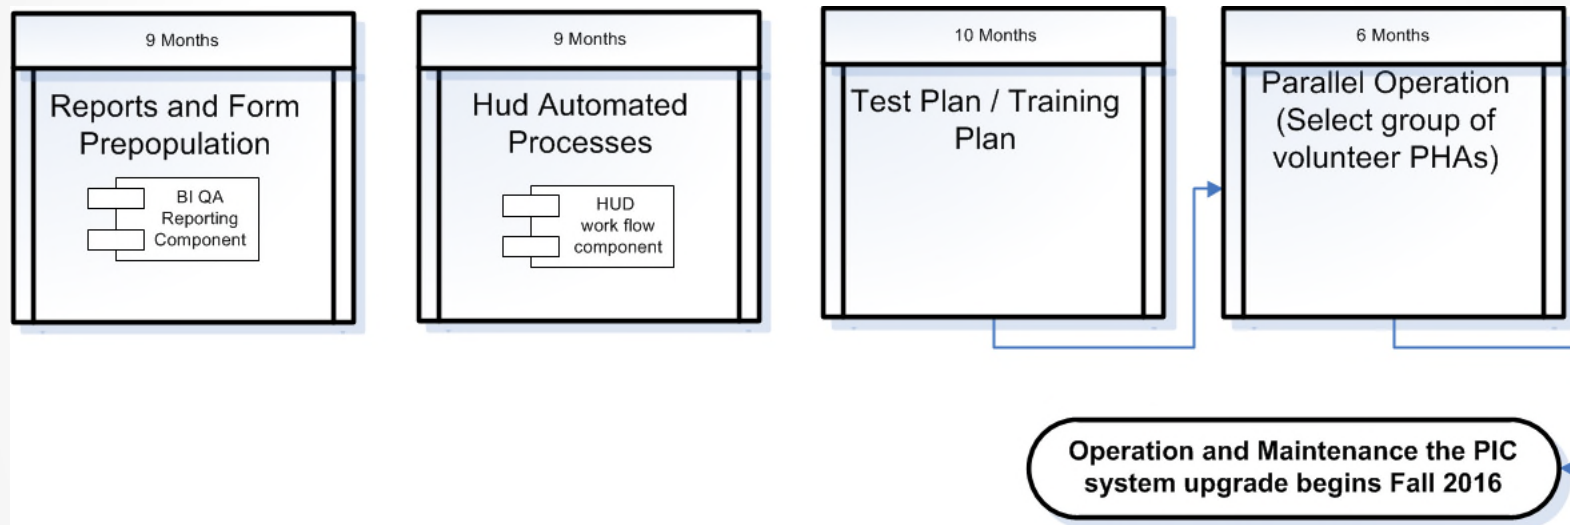 9 Months
Reports and Form
Prepopulation
BI QA
Reporting
Component
9 Months
Hud Automated
Processes
HUD
work flow
component
10 Months
Test Plan / Training
Plan
6 Months
Parallel Operation
(Select group of
volunteer PHAs)
Operation and Maintenance the PIC
system upgrade begins Fall 2016